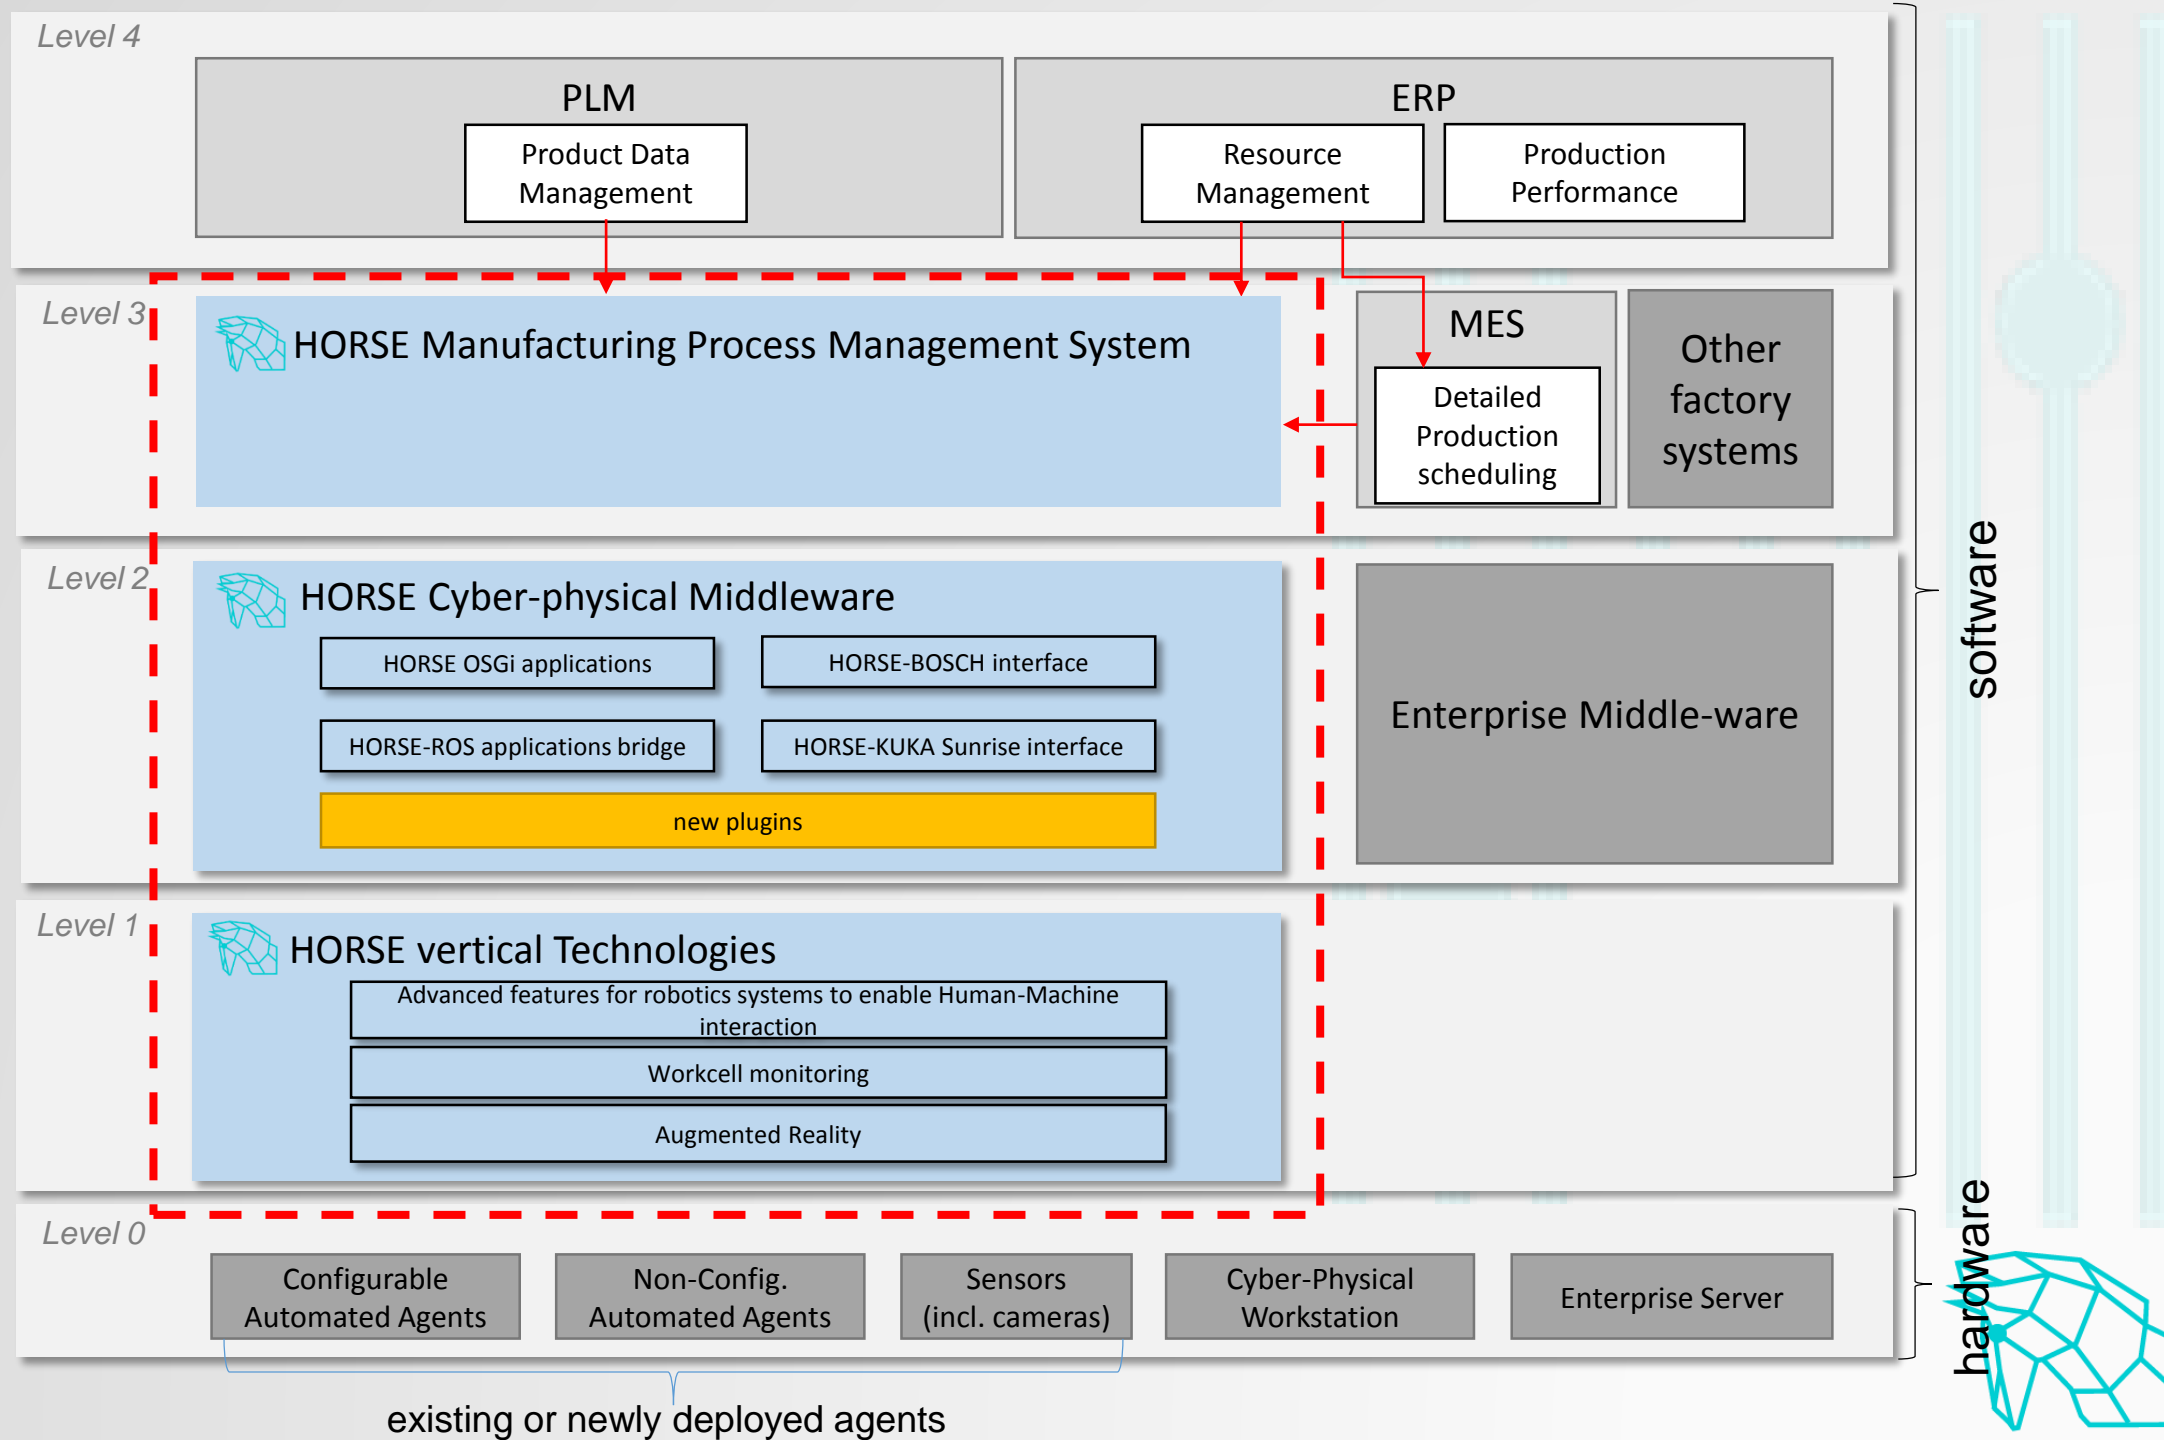 Level 4
PLM
Product Data
Management
ERP
Resource
Management
Production
Performance
Level 3
HORSE Manufacturing Process Management System
MES
Detailed
Production
scheduling
Other
factory
systems
Level 2
HORSE Cyber-physical Middleware
HORSE OSGi applications
HORSE-BOSCH interface
HORSE-ROS applications bridge
HORSE-KUKA Sunrise interface
new plugins
Enterprise Middle-ware
software
Level 1
HORSE vertical Technologies
Advanced features for robotics systems to enable Human-Machine
interaction
Workcell monitoring
Augmented Reality
Level 0
Configurable
Automated Agents
Non-Config.
Automated Agents
Sensors
(incl. cameras)
Cyber-Physical
Workstation
Enterprise Server
hardware
existing or newly deployed agents